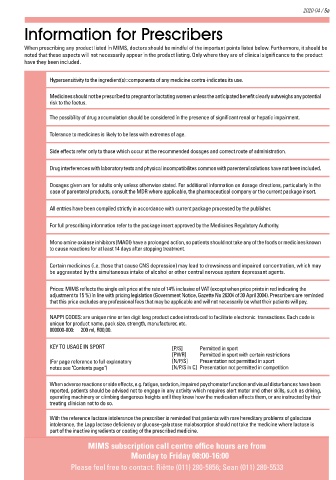 2020-04 / 5a
Information for Prescribers
When prescribing any product listed in MIMS, doctors should be mindful of the important points listed below. Furthermore, it should be
noted that these aspects will not necessarily appear in the product listing. Only where they are of clinical significance to the product
have they been included.
Hypersensitivity to the ingredient(s)/components of any medicine contra-indicates its use.
Medicines should not be prescribed to pregnant or lactating women unless the anticipated benefit clearly outweighs any potential
risk to the foetus.
The possibility of drug accumulation should be considered in the presence of significant renal or hepatic impairment.
Tolerance to medicines is likely to be less with extremes of age.
Side effects refer only to those which occur at the recommended dosages and correct route of administration.
Drug interferences with laboratory tests and physical incompatibilities common with parenteral solutions have not been included.
Dosages given are for adults only unless otherwise stated. For additional information on dosage directions, particularly in the
case of parenteral products, consult the MDR where applicable, the pharmaceutical company or the current package insert.
All entries have been compiled strictly in accordance with current package processed by the publisher.
For full prescribing information refer to the package insert approved by the Medicines Regulatory Authority.
Mono amine oxidase inhibitors (MAOI) have a prolonged action, so patients should not take any of the foods or medicines known
to cause reactions for at least 14 days after stopping treatment.
Certain medicines (i.e. those that cause CNS depression) may lead to drowsiness and impaired concentration, which may
be aggravated by the simultaneous intake of alcohol or other central nervous system depressant agents.
Prices: MIMS reflects the single exit price at the rate of 14% inclusive of VAT (except when price prints in red indicating the
adjustment to 15 %) in line with pricing legislation (Government Notice, Gazette No 26304 of 30 April 2004). Prescribers are reminded
that this price excludes any professional fees that may be applicable and will not necessarily be what their patients will pay.
NAPPI CODES: are unique nine or ten digit long product codes introduced to facilitate electronic transactions. Each code is
unique for product name, pack size, strength, manufacturer, etc.
000000-000 200 ml, R00,00.
KEY TO USAGE IN SPORT
[P/S] Permitted in sport
[PWR] Permitted in sport with certain restrictions
(For page reference to full explanatory [N/P/S] Presentation not permitted in sport
notes see "Contents page") [N/P/S in C] Presentation not permitted in competition
When adverse reactions or side effects, e.g. fatigue, sedation, impaired psychomotor function and visual disturbances have been
reported, patients should be advised not to engage in any activity which requires alert motor and other skills, such as driving,
operating machinery or climbing dangerous heights until they know how the medication affects them, or are instructed by their
treating clinician not to do so.
With the reference lactose intolerance the prescriber is reminded that patients with rare hereditary problems of galactose
intolerance, the Lapp lactase deficiency or glucose-galactose malabsorption should not take the medicine where lactose is
part of the inactive ingredients or coating of the prescribed medicine.
MIMS subscription call centre office hours are from
Monday to Friday 08:00-16:00
Please feel free to contact: Riëtte (011) 280-5856; Sean (011) 280-5533